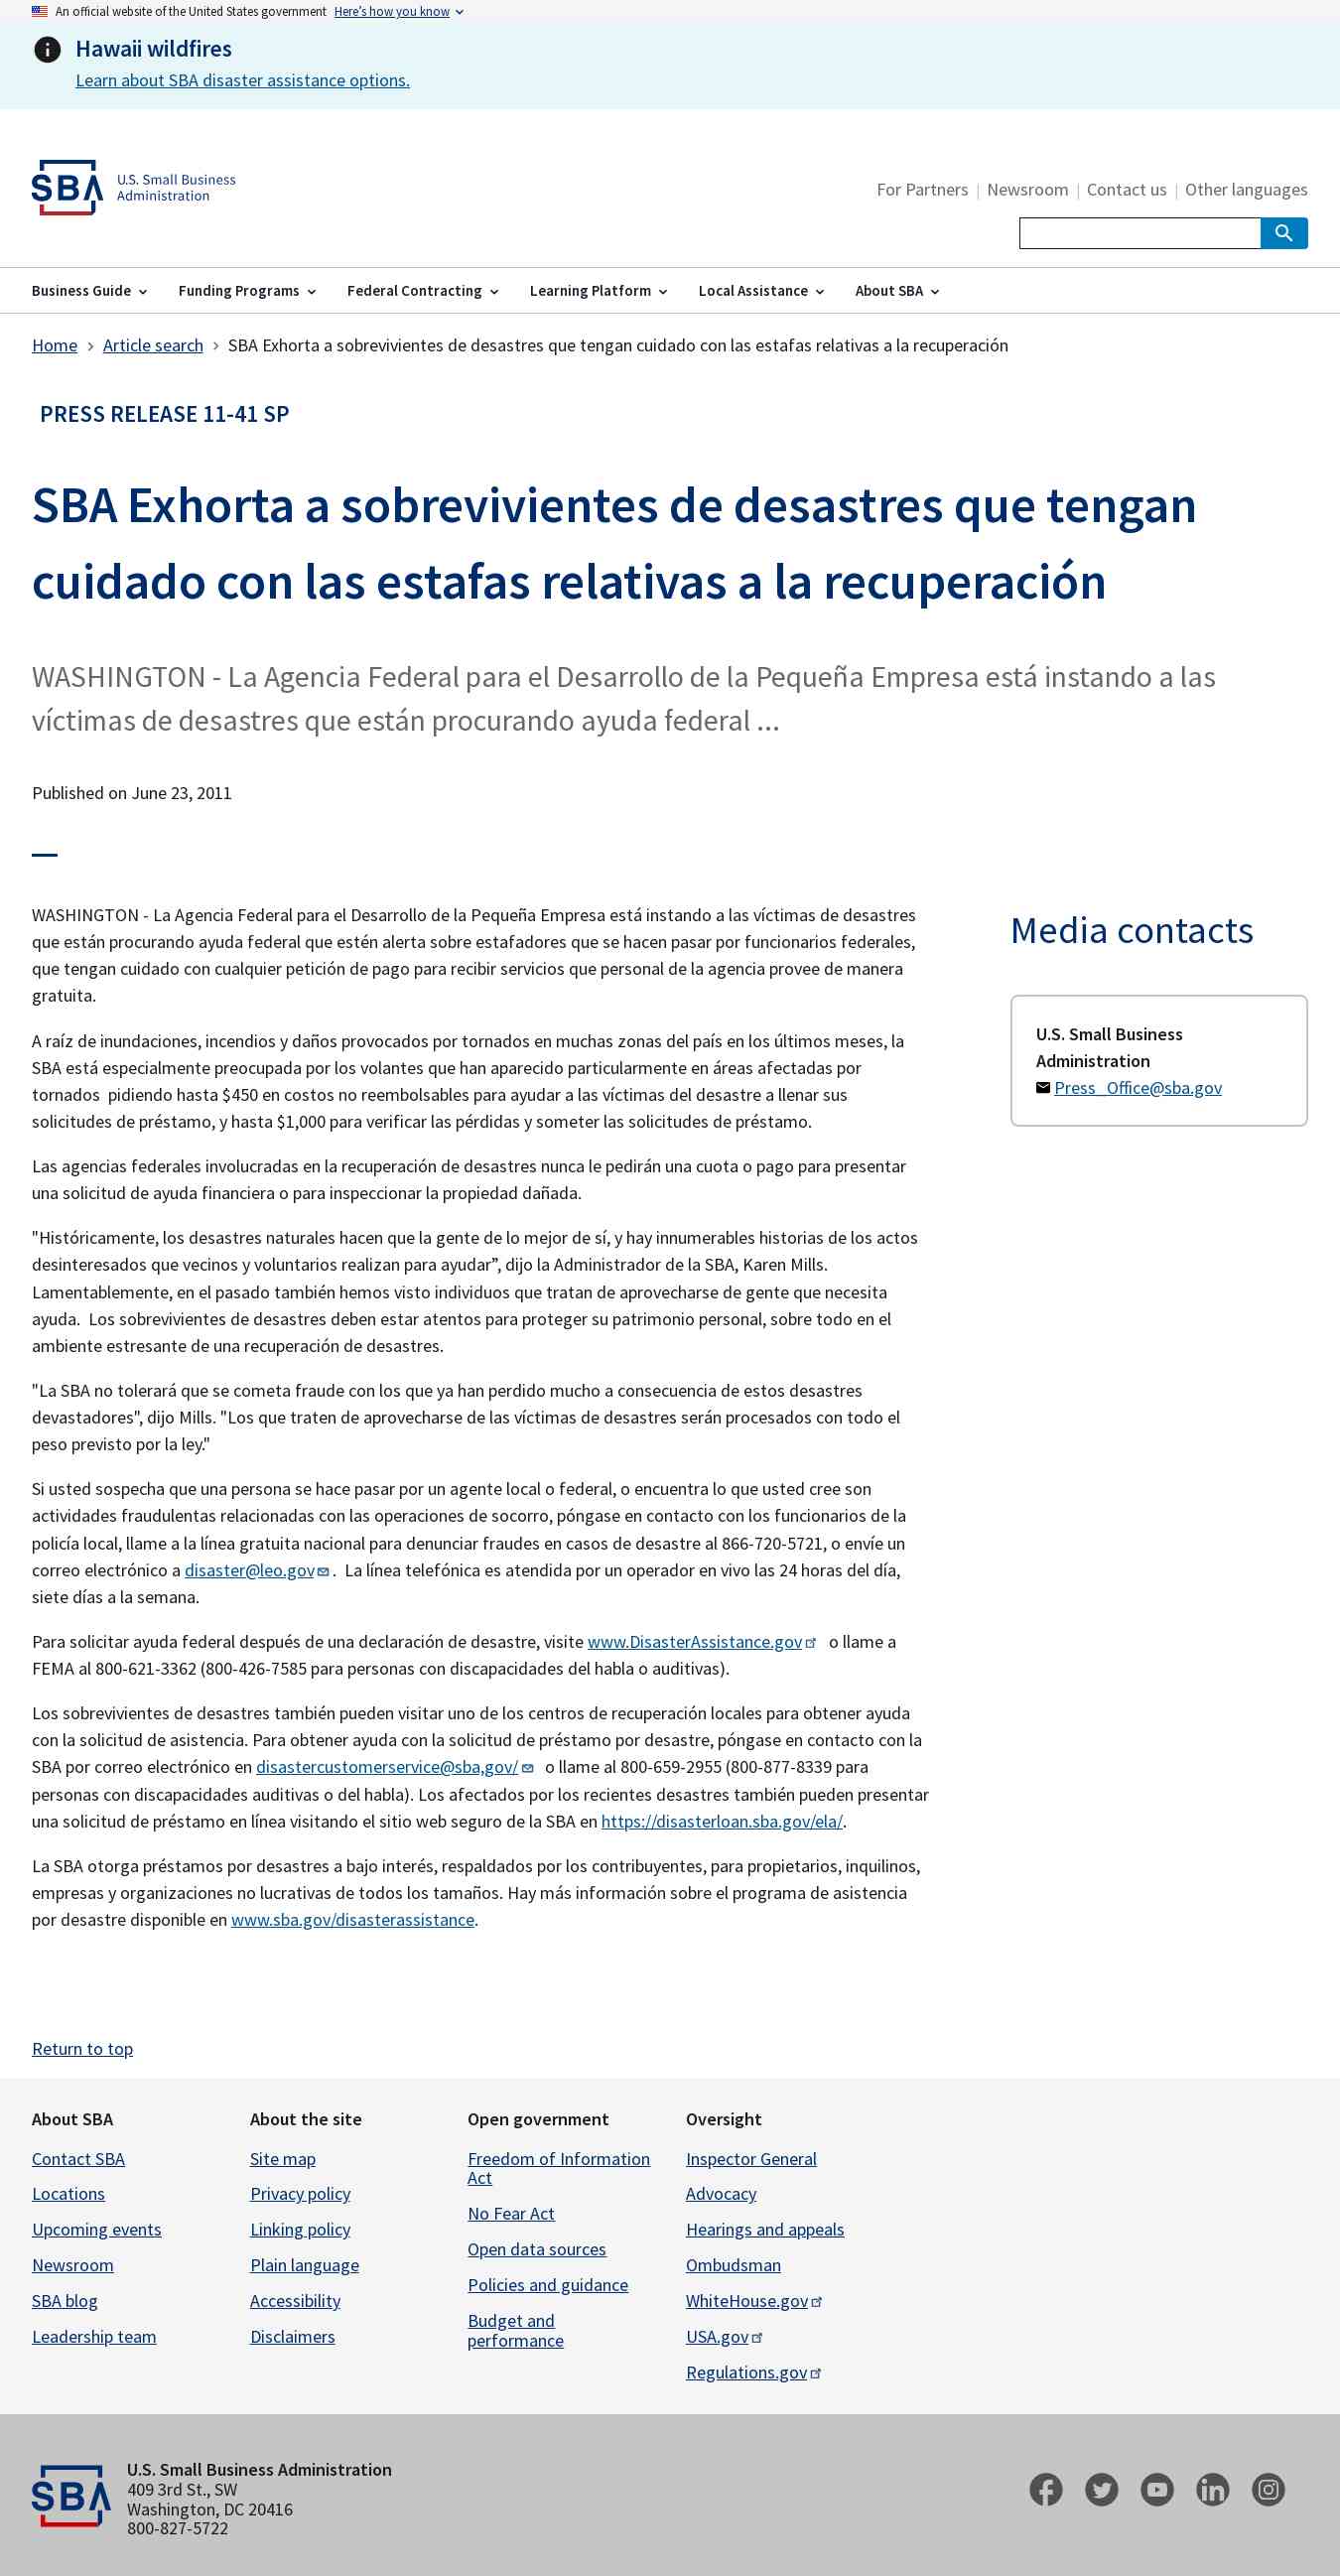 An official website of the United States government Here’s how you know
Hawaii wildfires
Learn about SBA disaster assistance options.
SBA U.S. Small Business
Administration
For Partners | Newsroom | Contact us | Other languages
Business Guide Funding Programs Federal Contracting Learning Platform Local Assistance About SBA
Home > Article search > SBA Exhorta a sobrevivientes de desastres que tengan cuidado con las estafas relativas a la recuperación
PRESS RELEASE 11-41 SP
SBA Exhorta a sobrevivientes de desastres que tengan
cuidado con las estafas relativas a la recuperación
WASHINGTON - La Agencia Federal para el Desarrollo de la Pequeña Empresa está instando a las
víctimas de desastres que están procurando ayuda federal ...
Published on June 23, 2011
WASHINGTON - La Agencia Federal para el Desarrollo de la Pequeña Empresa está instando a las víctimas de desastres
que están procurando ayuda federal que estén alerta sobre estafadores que se hacen pasar por funcionarios federales,
que tengan cuidado con cualquier petición de pago para recibir servicios que personal de la agencia provee de manera
gratuita.
A raíz de inundaciones, incendios y daños provocados por tornados en muchas zonas del país en los últimos meses, la
SBA está especialmente preocupada por los volantes que han aparecido particularmente en áreas afectadas por
tornados  pidiendo hasta $450 en costos no reembolsables para ayudar a las víctimas del desastre a llenar sus
solicitudes de préstamo, y hasta $1,000 para verificar las pérdidas y someter las solicitudes de préstamo.
Las agencias federales involucradas en la recuperación de desastres nunca le pedirán una cuota o pago para presentar
una solicitud de ayuda financiera o para inspeccionar la propiedad dañada.
"Históricamente, los desastres naturales hacen que la gente de lo mejor de sí, y hay innumerables historias de los actos
desinteresados que vecinos y voluntarios realizan para ayudar”, dijo la Administrador de la SBA, Karen Mills.
Lamentablemente, en el pasado también hemos visto individuos que tratan de aprovecharse de gente que necesita
ayuda.  Los sobrevivientes de desastres deben estar atentos para proteger su patrimonio personal, sobre todo en el
ambiente estresante de una recuperación de desastres.
"La SBA no tolerará que se cometa fraude con los que ya han perdido mucho a consecuencia de estos desastres
devastadores", dijo Mills. "Los que traten de aprovecharse de las víctimas de desastres serán procesados con todo el
peso previsto por la ley."
Si usted sospecha que una persona se hace pasar por un agente local o federal, o encuentra lo que usted cree son
actividades fraudulentas relacionadas con las operaciones de socorro, póngase en contacto con los funcionarios de la
policía local, llame a la línea gratuita nacional para denunciar fraudes en casos de desastre al 866-720-5721, o envíe un
correo electrónico a disaster@leo.gov .  La línea telefónica es atendida por un operador en vivo las 24 horas del día,
siete días a la semana.
Para solicitar ayuda federal después de una declaración de desastre, visite www.DisasterAssistance.gov  o llame a
FEMA al 800-621-3362 (800-426-7585 para personas con discapacidades del habla o auditivas).
Los sobrevivientes de desastres también pueden visitar uno de los centros de recuperación locales para obtener ayuda
con la solicitud de asistencia. Para obtener ayuda con la solicitud de préstamo por desastre, póngase en contacto con la
SBA por correo electrónico en disastercustomerservice@sba,gov/  o llame al 800-659-2955 (800-877-8339 para
personas con discapacidades auditivas o del habla). Los afectados por los recientes desastres también pueden presentar
una solicitud de préstamo en línea visitando el sitio web seguro de la SBA en https://disasterloan.sba.gov/ela/.
La SBA otorga préstamos por desastres a bajo interés, respaldados por los contribuyentes, para propietarios, inquilinos,
empresas y organizaciones no lucrativas de todos los tamaños. Hay más información sobre el programa de asistencia
por desastre disponible en www.sba.gov/disasterassistance.
Media contacts
U.S. Small Business
Administration
Press_Office@sba.gov
Return to top
About SBA
Contact SBA
Locations
Upcoming events
Newsroom
SBA blog
Leadership team
About the site
Site map
Privacy policy
Linking policy
Plain language
Accessibility
Disclaimers
Open government
Freedom of Information
Act
No Fear Act
Open data sources
Policies and guidance
Budget and
performance
Oversight
Inspector General
Advocacy
Hearings and appeals
Ombudsman
WhiteHouse.gov
USA.gov
Regulations.gov
SBA
U.S. Small Business Administration
409 3rd St., SW
Washington, DC 20416
800-827-5722